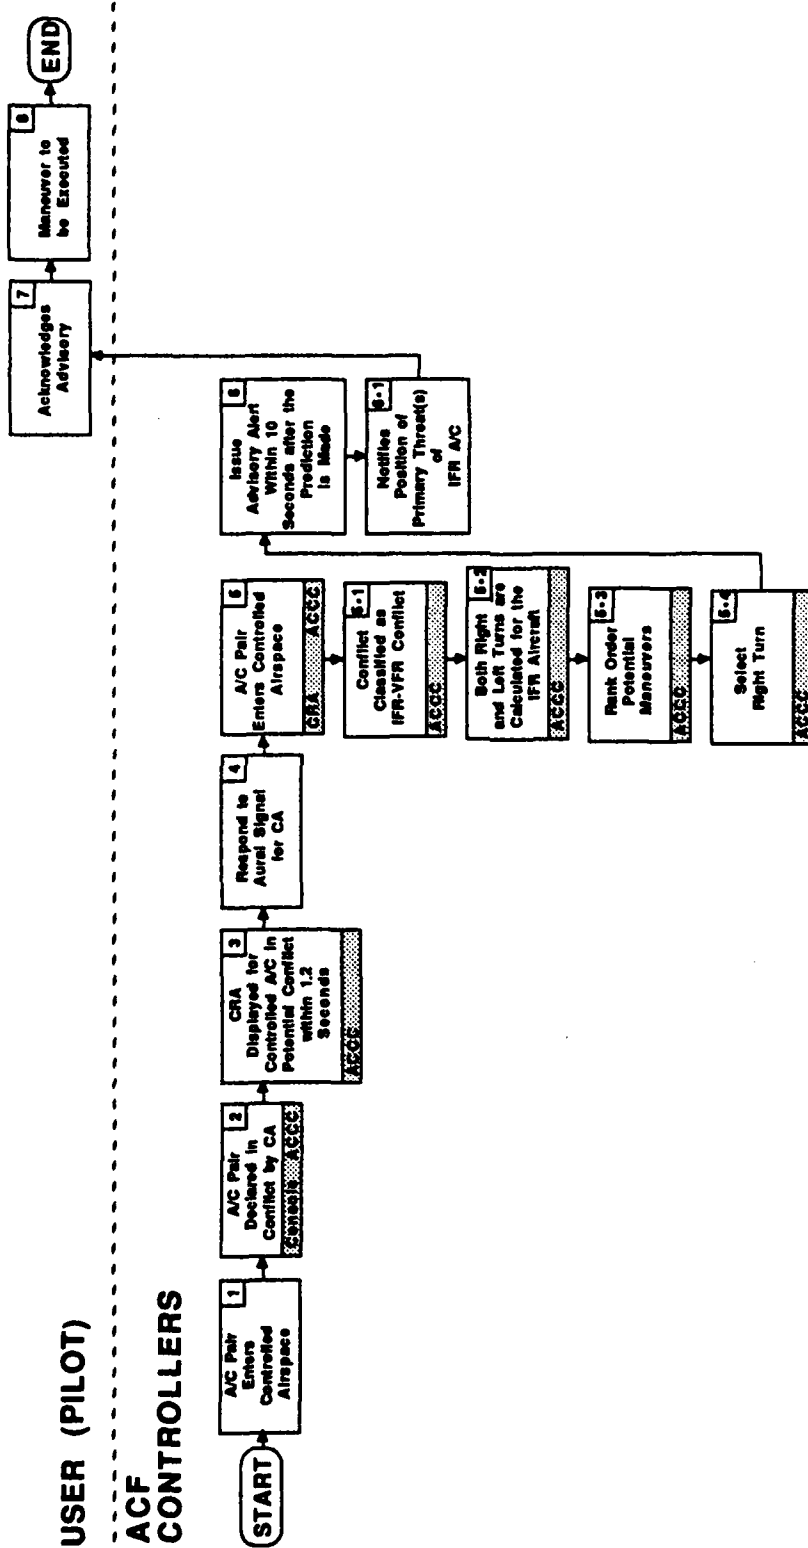 USER (PILOT)
7
Acknowledges
Advisory
8
Maneuver to
be Executed
END
ACF
CONTROLLERS
START
1
A/C Pair
Enters
Controlled
Airspace
2
A/C Pair
Declared in
Conflict by CA
Console ACCC
3
CRA
Displayed for
Controlled A/C in
Potential Conflict
within 1.2
Seconds
ACCC
4
Respond to
Aural Signal
for CA
5
A/C Pair
Enters Controlled
Airspace
CRA ACCC
5.1
Conflict
Classified as
IFR-VFR Conflict
ACCC
5.2
Both Right
and Left Turns are
Calculated for the
IFR Aircraft
ACCC
5.3
Rank Order
Potential
Maneuvers
ACCC
5.4
Select
Right Turn
ACCC
6
Issue
Advisory Alert
Within 10
Seconds after the
Prediction
is Made
6.1
Notifies
Position of
Primary Threat(s)
of
IFR A/C